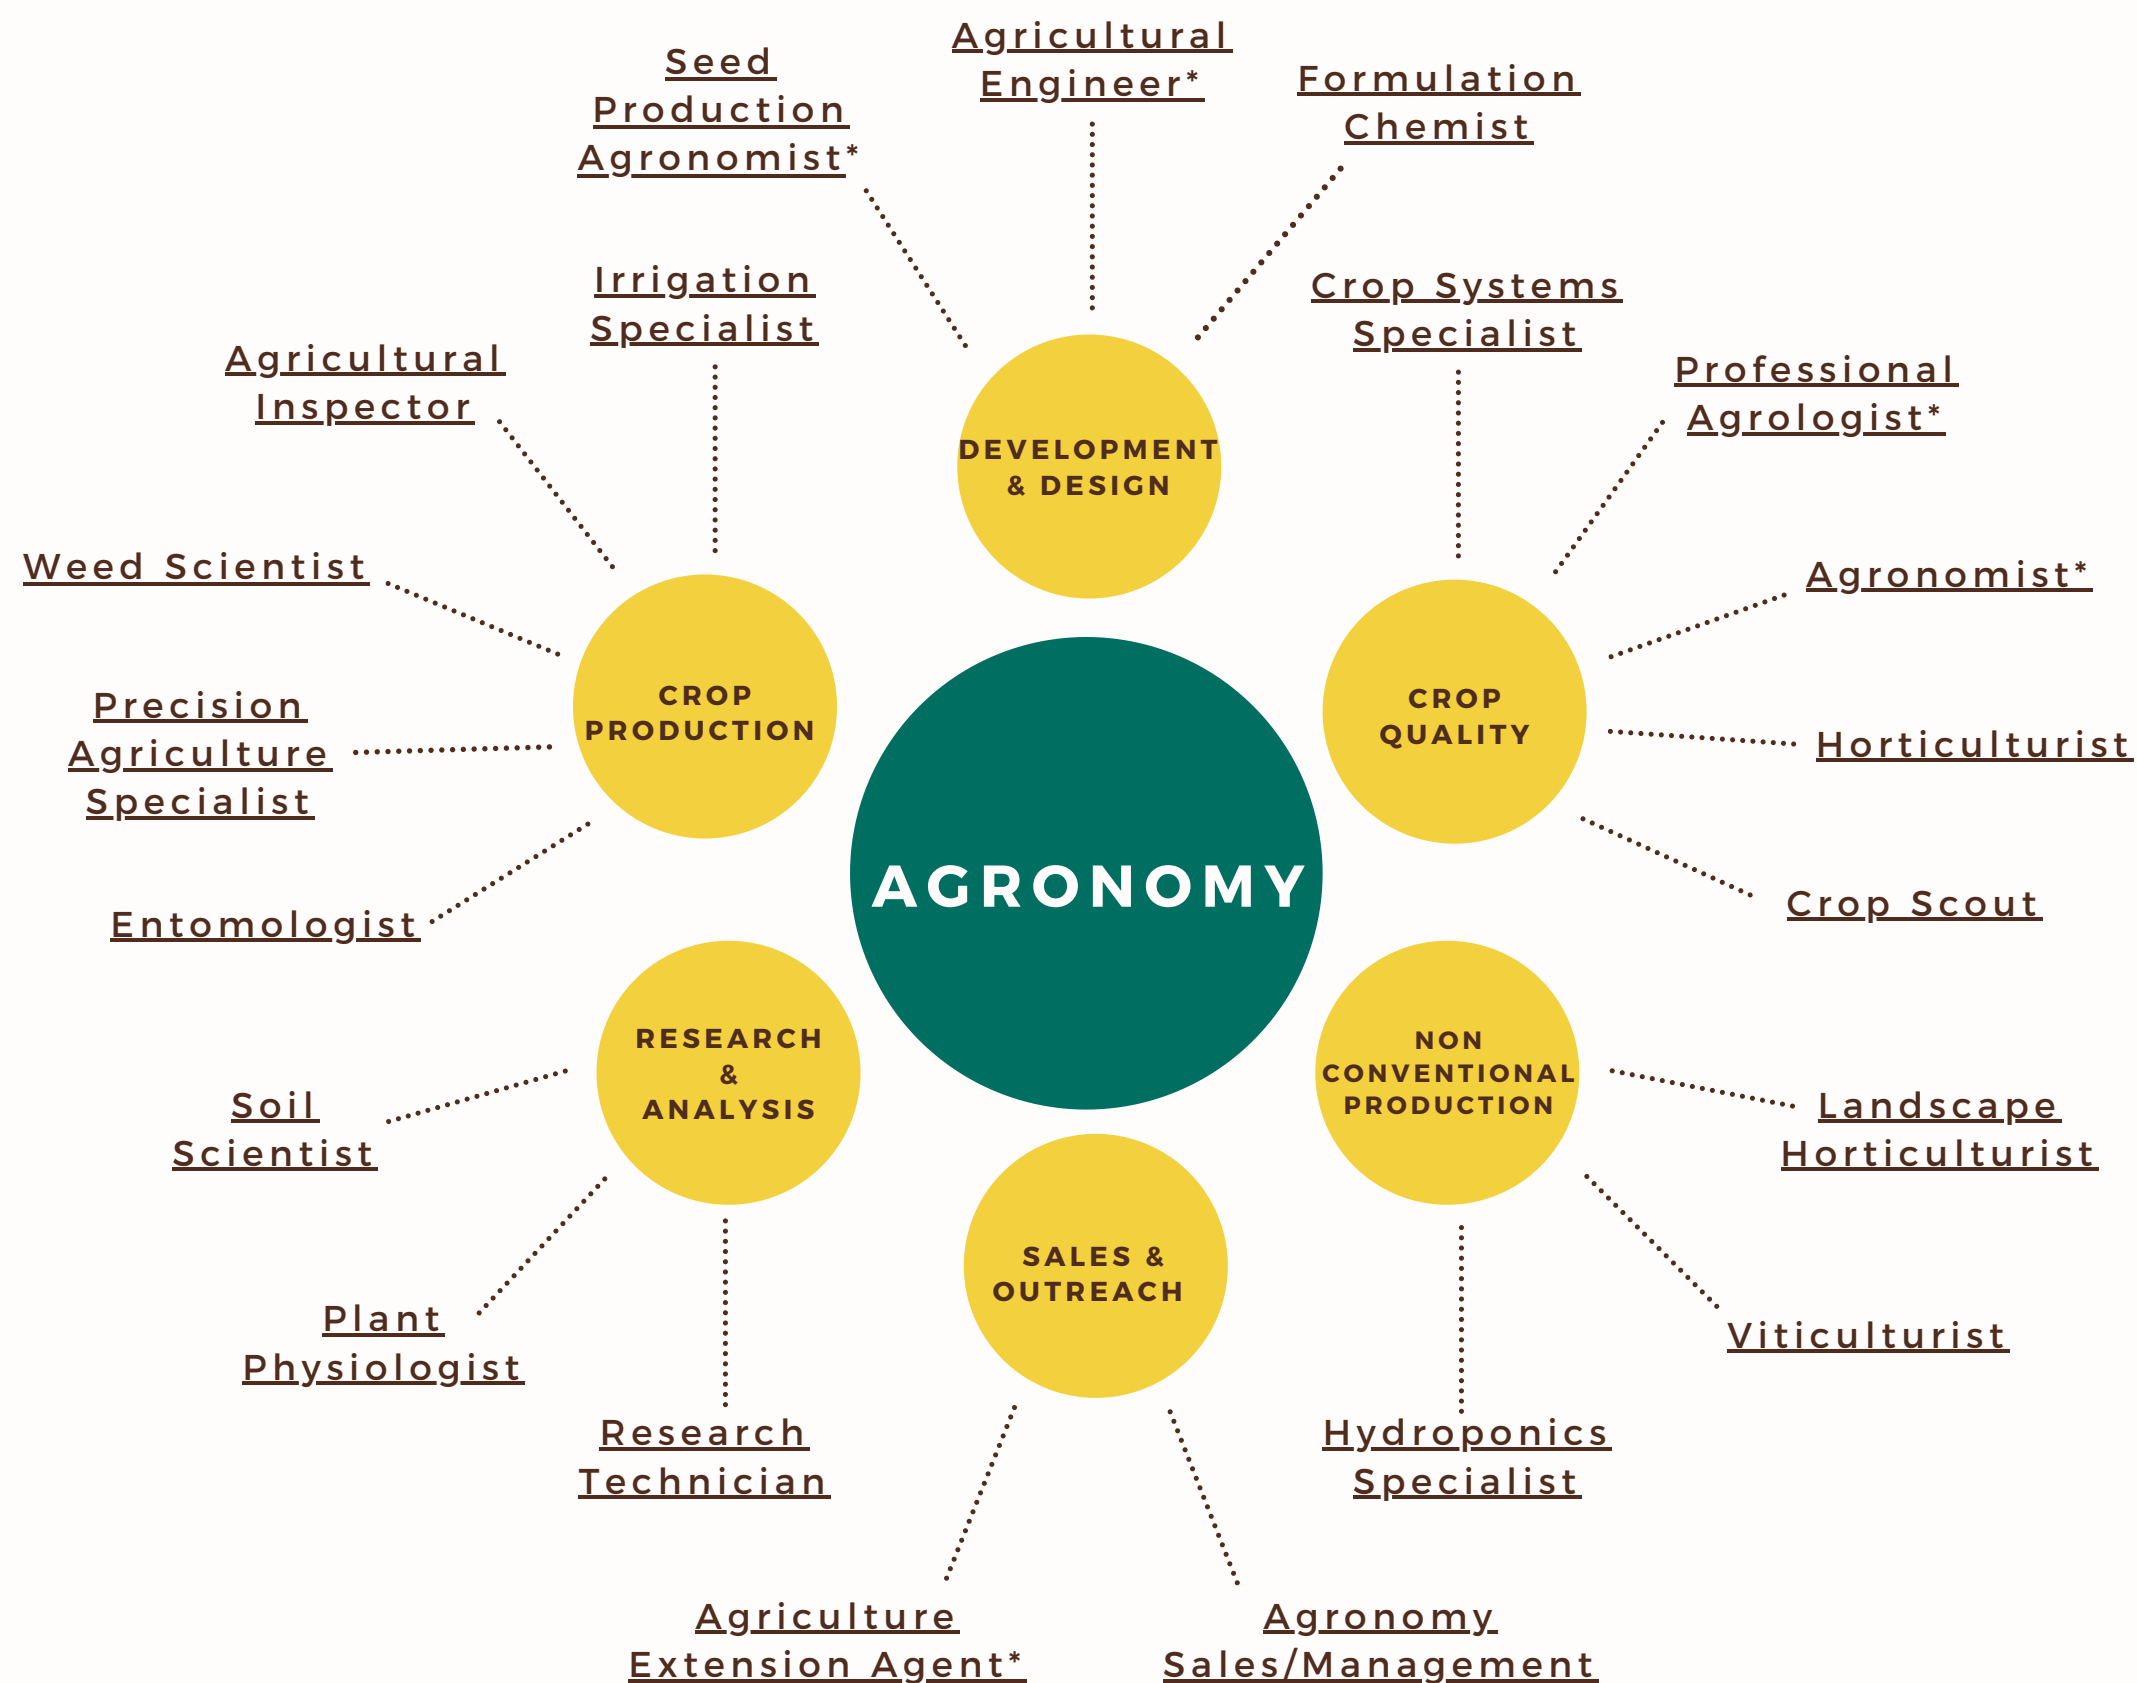 Agricultural
Engineer*
Seed
Production
Agronomist*
Formulation
Chemist
Irrigation
Specialist
Crop Systems
Specialist
Agricultural
Inspector
Professional
Agrologist*
DEVELOPMENT
& DESIGN
Weed Scientist
Agronomist*
CROP
PRODUCTION
CROP
QUALITY
Precision
Agriculture
Specialist
Horticulturist
AGRONOMY
Entomologist
Crop Scout
RESEARCH
&
ANALYSIS
NON
CONVENTIONAL
PRODUCTION
Soil
Scientist
Landscape
Horticulturist
SALES &
OUTREACH
Plant
Physiologist
Viticulturist
Research
Technician
Hydroponics
Specialist
Agriculture
Extension Agent*
Agronomy
Sales/Management